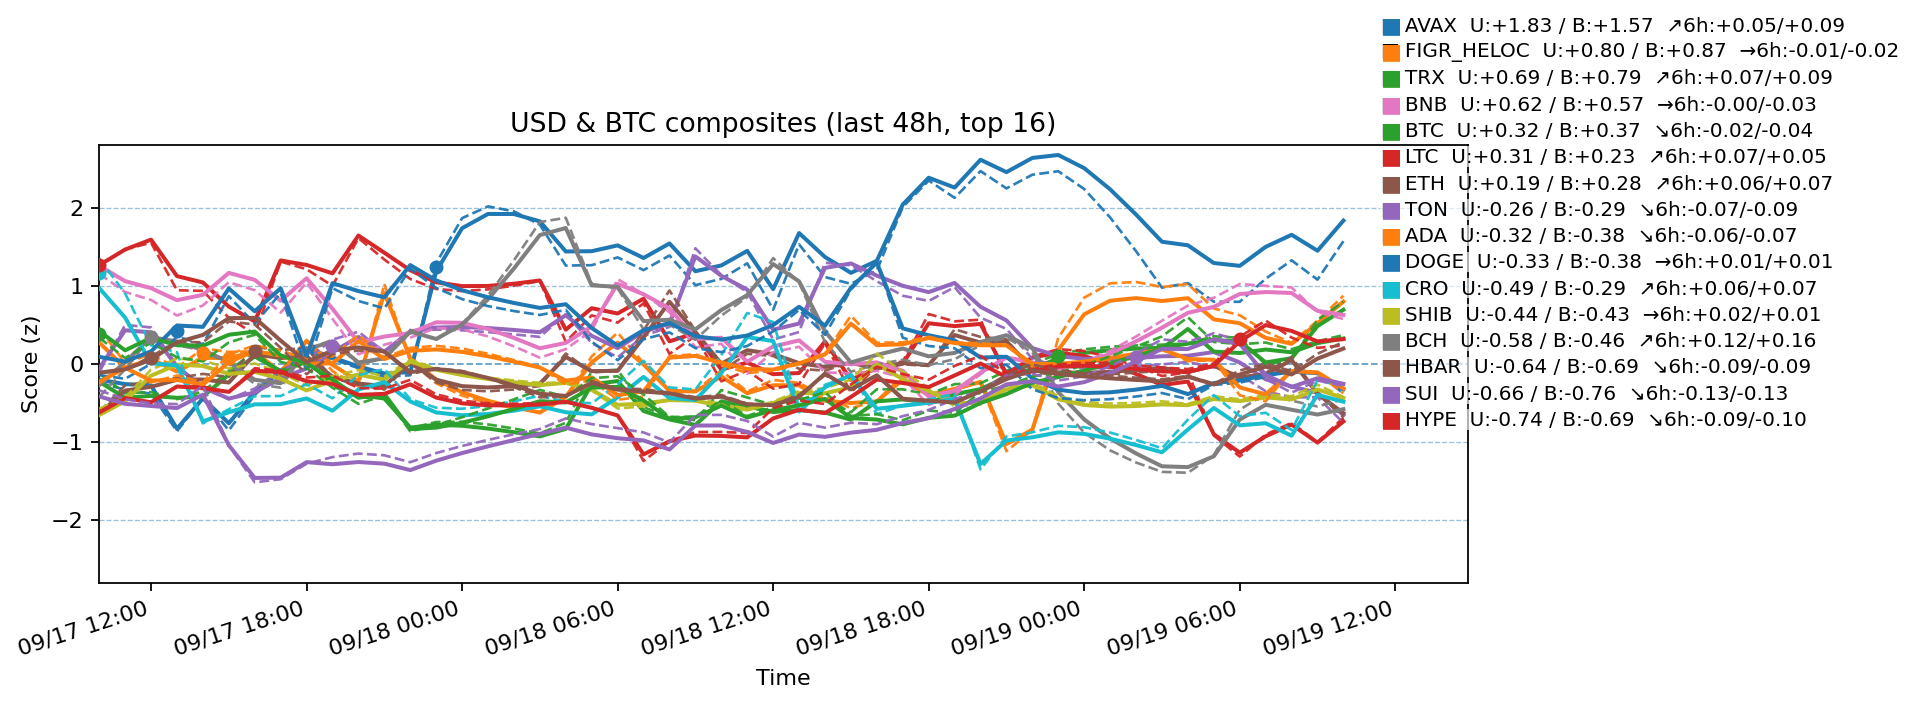 AVAX  U:+1.83 / B:+1.57  ↗6h:+0.05/+0.09
FIGR_HELOC  U:+0.80 / B:+0.87  →6h:-0.01/-0.02
TRX  U:+0.69 / B:+0.79  ↗6h:+0.07/+0.09
BNB  U:+0.62 / B:+0.57  →6h:-0.00/-0.03
BTC  U:+0.32 / B:+0.37  ↘6h:-0.02/-0.04
LTC  U:+0.31 / B:+0.23  ↗6h:+0.07/+0.05
ETH  U:+0.19 / B:+0.28  ↗6h:+0.06/+0.07
TON  U:-0.26 / B:-0.29  ↘6h:-0.07/-0.09
ADA  U:-0.32 / B:-0.38  ↘6h:-0.06/-0.07
DOGE  U:-0.33 / B:-0.38  →6h:+0.01/+0.01
CRO  U:-0.49 / B:-0.29  ↗6h:+0.06/+0.07
SHIB  U:-0.44 / B:-0.43  →6h:+0.02/+0.01
BCH  U:-0.58 / B:-0.46  ↗6h:+0.12/+0.16
HBAR  U:-0.64 / B:-0.69  ↘6h:-0.09/-0.09
SUI  U:-0.66 / B:-0.76  ↘6h:-0.13/-0.13
HYPE  U:-0.74 / B:-0.69  ↘6h:-0.09/-0.10
USD & BTC composites (last 48h, top 16)
Score (z)
2
1
0
−1
−2
09/17 12:00
09/17 18:00
09/18 00:00
09/18 06:00
09/18 12:00
09/18 18:00
09/19 00:00
09/19 06:00
09/19 12:00
Time